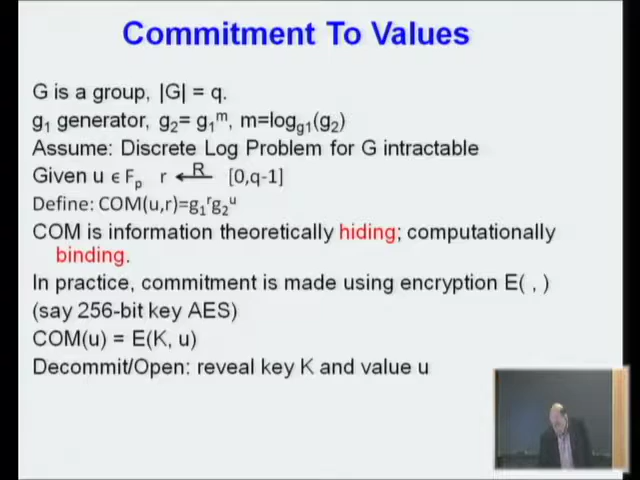 Commitment To Values
G is a group, |G| = q.
g₁ generator, g₂= g₁ᵐ, m=log_g₁(g₂)
Assume: Discrete Log Problem for G intractable
Given u ϵ Fₚ r ←R [0,q-1]
Define: COM(u,r)=g₁ʳg₂ᵘ
COM is information theoretically hiding; computationally
binding.
In practice, commitment is made using encryption E( , )
(say 256-bit key AES)
COM(u) = E(K, u)
Decommit/Open: reveal key K and value u